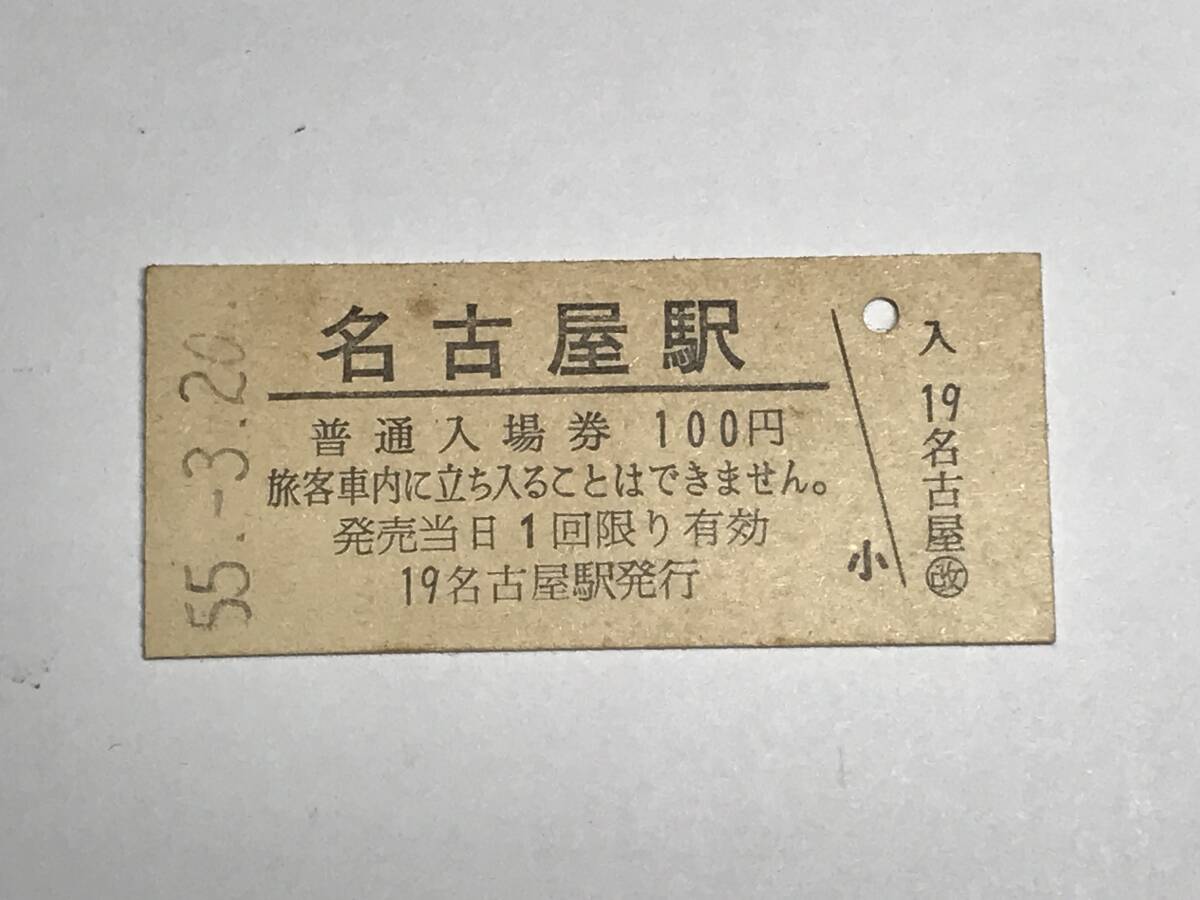 55.-3.20.
名古屋駅
普通入場券 100円
旅客車内に立ち入ることはできません。
発売当日1回限り有効
19名古屋駅発行
小
入
19名古屋㊋改